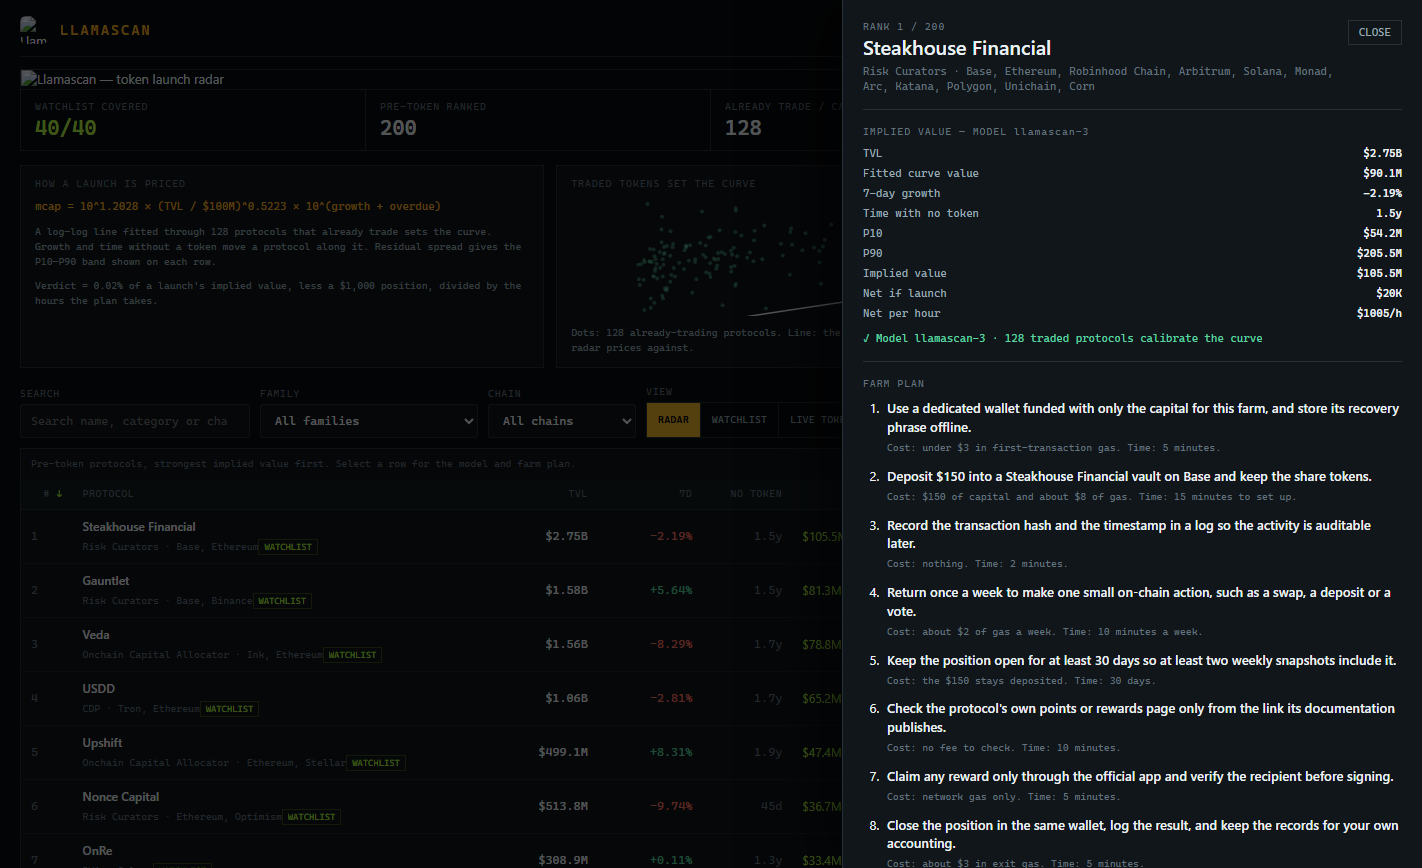 LLAMASCAN
Llamascan — token launch radar
WATCHLIST COVERED
40/40
PRE-TOKEN RANKED
200
ALREADY TRADE /
128
HOW A LAUNCH IS PRICED
mcap = 10^1.2028 × (TVL / $100M)^0.5223 × 10^(growth + overdue)
A log-log line fitted through 128 protocols that already trade sets the curve.
Growth and time without a token move a protocol along it. Residual spread gives the
P10–P90 band shown on each row.
Verdict = 0.02% of a launch's implied value, less a $1,000 position, divided by the
hours the plan takes.
TRADED TOKENS SET THE CURVE
Dots: 128 already-trading protocols. Line: the
radar prices against.
SEARCH
Search name, category or cha
FAMILY
All families
CHAIN
All chains
VIEW
RADAR
WATCHLIST
LIVE TOKE
Pre-token protocols, strongest implied value first. Select a row for the model and farm plan.
# ↓ PROTOCOL TVL 7D NO TOKEN
1 Steakhouse Financial $2.75B −2.19% 1.5y $105.5M
Risk Curators · Base, Ethereum WATCHLIST
2 Gauntlet $1.58B +5.64% 1.5y $81.3M
Risk Curators · Base, Binance WATCHLIST
3 Veda $1.56B −8.29% 1.7y $78.8M
Onchain Capital Allocator · Ink, Ethereum WATCHLIST
4 USDD $1.06B −2.81% 1.7y $65.2M
CDP · Tron, Ethereum WATCHLIST
5 Upshift $499.1M +8.31% 1.9y $47.4M
Onchain Capital Allocator · Ethereum, Stellar WATCHLIST
6 Nonce Capital $513.8M −9.74% 45d $36.7M
Risk Curators · Ethereum, Optimism WATCHLIST
7 OnRe $308.9M +0.11% 1.3y $33.4M
RANK 1 / 200
Steakhouse Financial
CLOSE
Risk Curators · Base, Ethereum, Robinhood Chain, Arbitrum, Solana, Monad,
Arc, Katana, Polygon, Unichain, Corn
IMPLIED VALUE — MODEL llamascan-3
TVL $2.75B
Fitted curve value $90.1M
7-day growth −2.19%
Time with no token 1.5y
P10 $54.2M
P90 $205.5M
Implied value $105.5M
Net if launch $20K
Net per hour $1005/h
✓ Model llamascan-3 · 128 traded protocols calibrate the curve
FARM PLAN
1. Use a dedicated wallet funded with only the capital for this farm, and store its recovery
phrase offline.
Cost: under $3 in first-transaction gas. Time: 5 minutes.
2. Deposit $150 into a Steakhouse Financial vault on Base and keep the share tokens.
Cost: $150 of capital and about $8 of gas. Time: 15 minutes to set up.
3. Record the transaction hash and the timestamp in a log so the activity is auditable
later.
Cost: nothing. Time: 2 minutes.
4. Return once a week to make one small on-chain action, such as a swap, a deposit or a
vote.
Cost: about $2 of gas a week. Time: 10 minutes a week.
5. Keep the position open for at least 30 days so at least two weekly snapshots include it.
Cost: the $150 stays deposited. Time: 30 days.
6. Check the protocol's own points or rewards page only from the link its documentation
publishes.
Cost: no fee to check. Time: 10 minutes.
7. Claim any reward only through the official app and verify the recipient before signing.
Cost: network gas only. Time: 5 minutes.
8. Close the position in the same wallet, log the result, and keep the records for your own
accounting.
Cost: about $3 in exit gas. Time: 5 minutes.